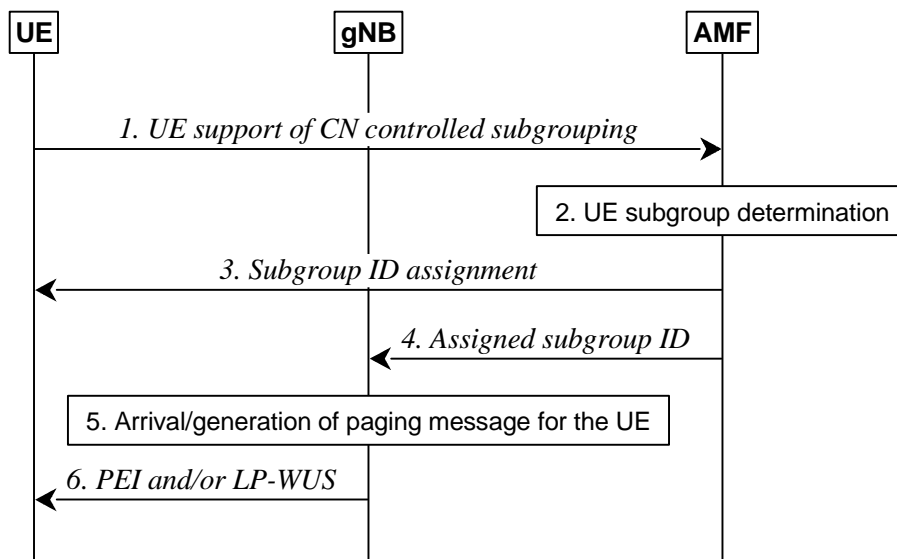 UE gNB AMF
1. UE support of CN controlled subgrouping
2. UE subgroup determination
3. Subgroup ID assignment
4. Assigned subgroup ID
5. Arrival/generation of paging message for the UE
6. PEI and/or LP-WUS